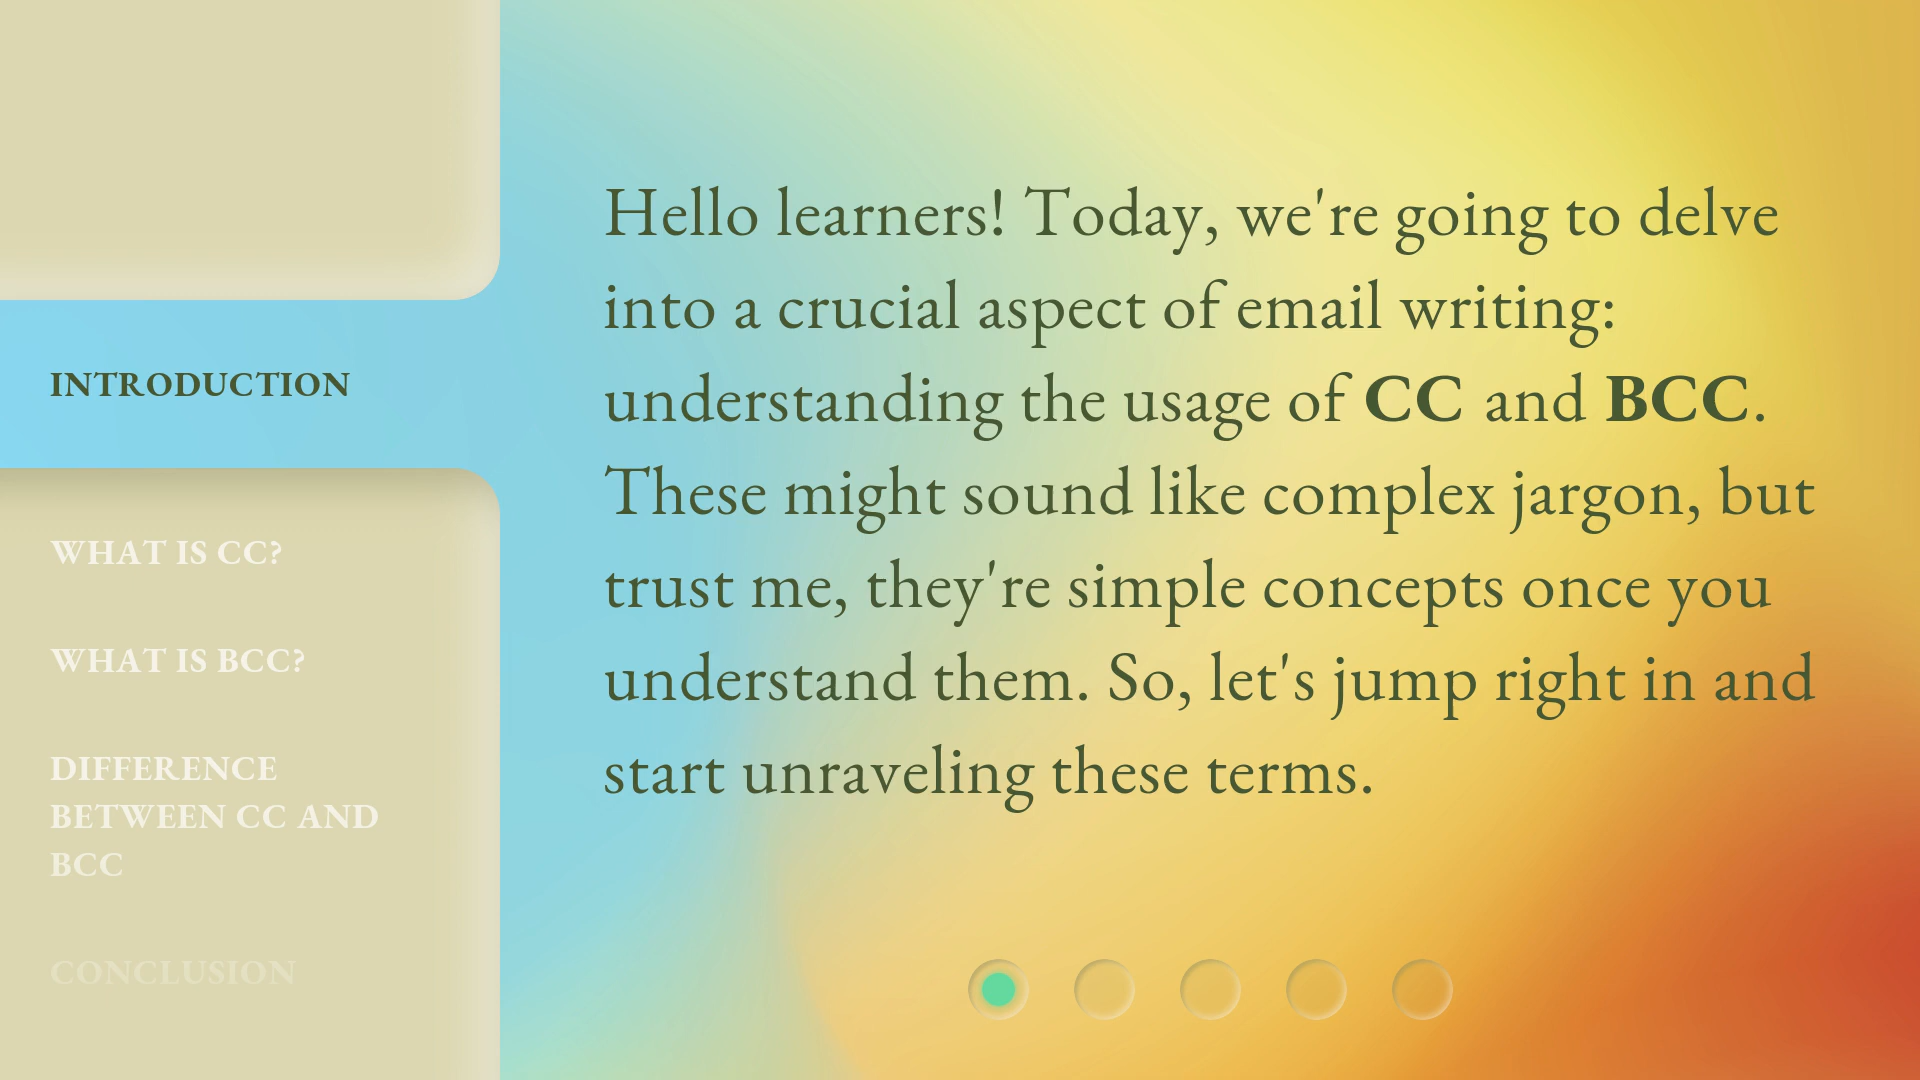 INTRODUCTION
WHAT IS CC?
WHAT IS BCC?
DIFFERENCE
BETWEEN CC AND
BCC
CONCLUSION
Hello learners! Today, we're going to delve
into a crucial aspect of email writing:
understanding the usage of CC and BCC.
These might sound like complex jargon, but
trust me, they're simple concepts once you
understand them. So, let's jump right in and
start unraveling these terms.